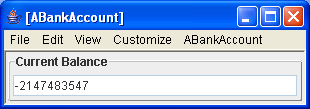 [ABankAccount]
File Edit View Customize ABankAccount
Current Balance
-2147483547